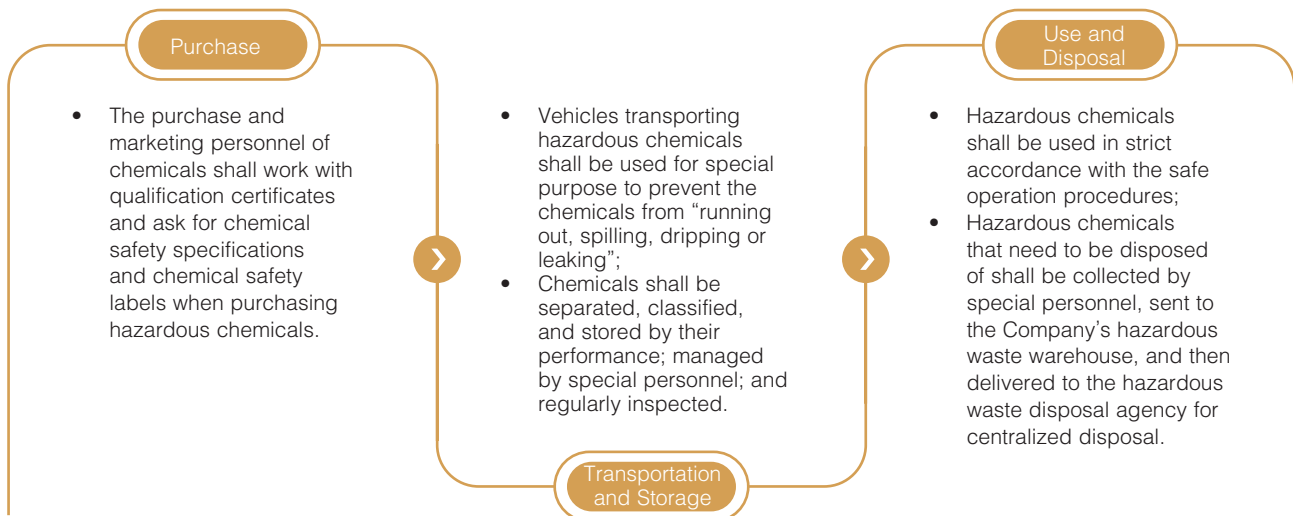 Purchase
• The purchase and
marketing personnel of
chemicals shall work with
qualification certificates
and ask for chemical
safety specifications
and chemical safety
labels when purchasing
hazardous chemicals.
• Vehicles transporting
hazardous chemicals
shall be used for special
purpose to prevent the
chemicals from “running
out, spilling, dripping or
leaking”;
• Chemicals shall be
separated, classified,
and stored by their
performance; managed
by special personnel; and
regularly inspected.
Transportation
and Storage
Use and
Disposal
• Hazardous chemicals
shall be used in strict
accordance with the safe
operation procedures;
• Hazardous chemicals
that need to be disposed
of shall be collected by
special personnel, sent to
the Company’s hazardous
waste warehouse, and then
delivered to the hazardous
waste disposal agency for
centralized disposal.